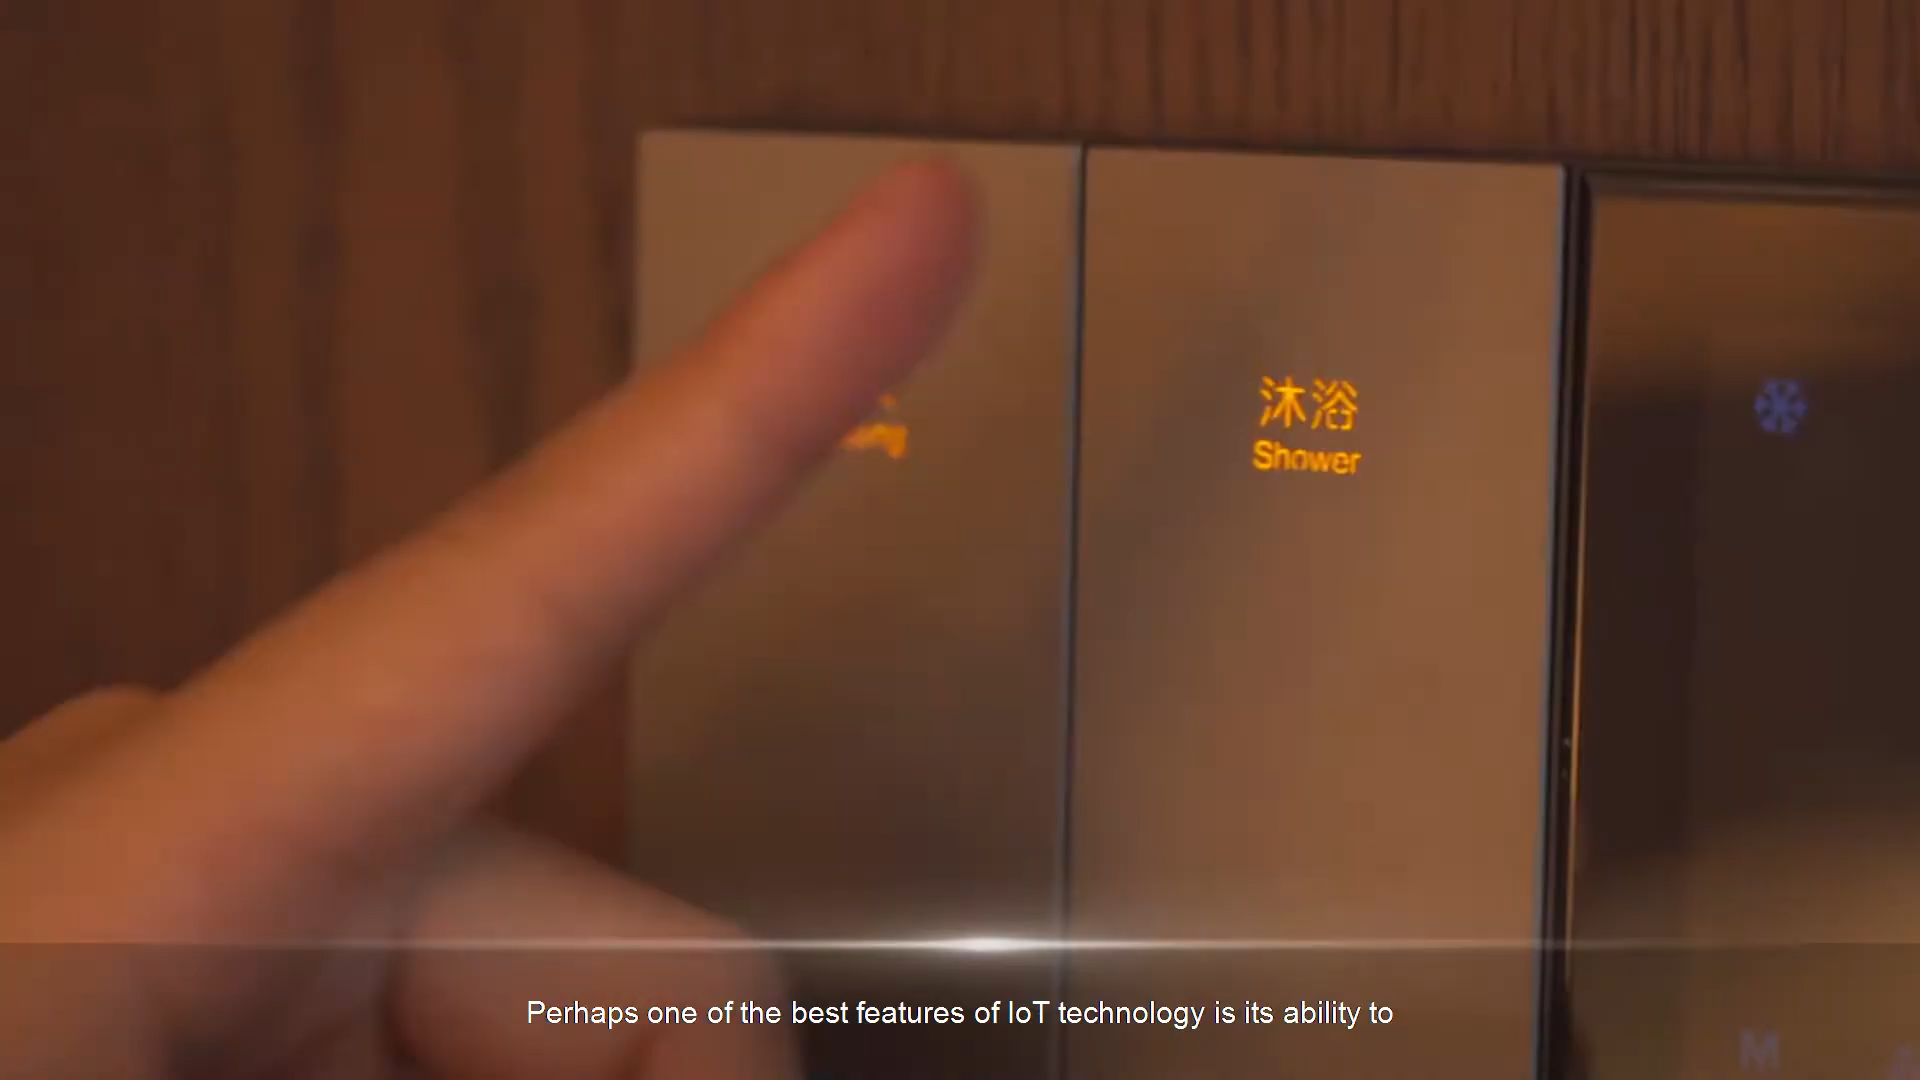 沐浴
Shower
M
Perhaps one of the best features of IoT technology is its ability to